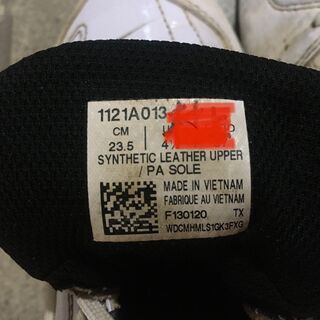 1121A013
CM
23.5
SYNTHETIC LEATHER UPPER
/ PA SOLE
MADE IN VIETNAM
FABRIQUE AU VIETNAM
F130120 TX
WDCMHMLS1GK3FXG